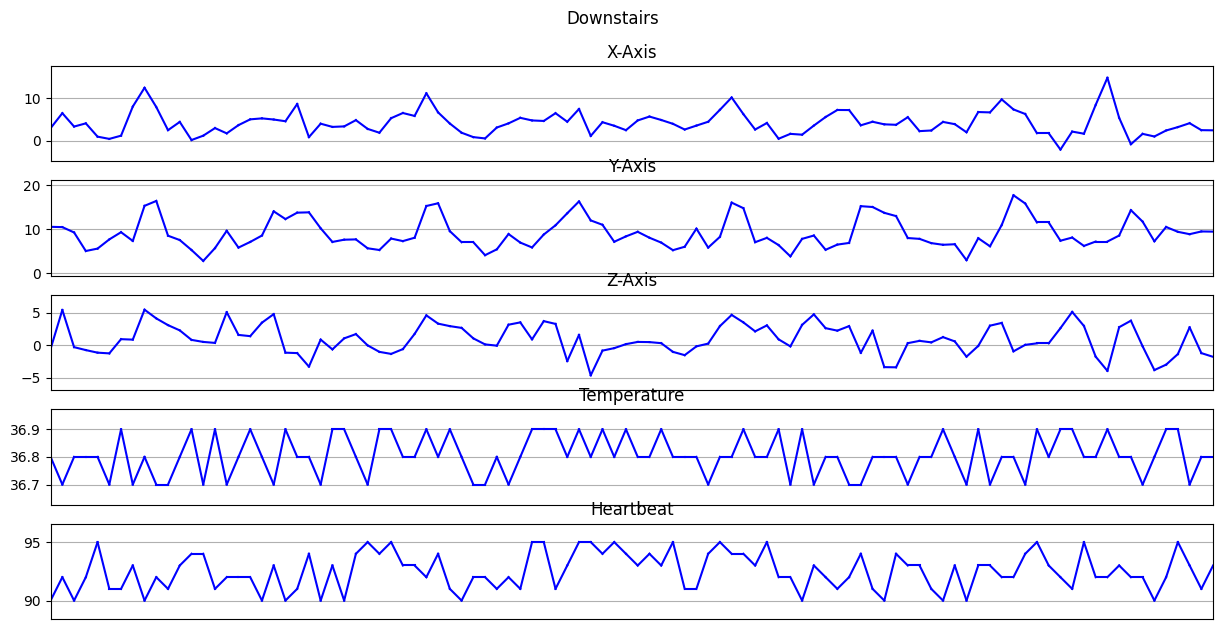 Downstairs
X-Axis
10
0
Y-Axis
20
10
0
Z-Axis
5
0
−5
Temperature
36.9
36.8
36.7
Heartbeat
95
90